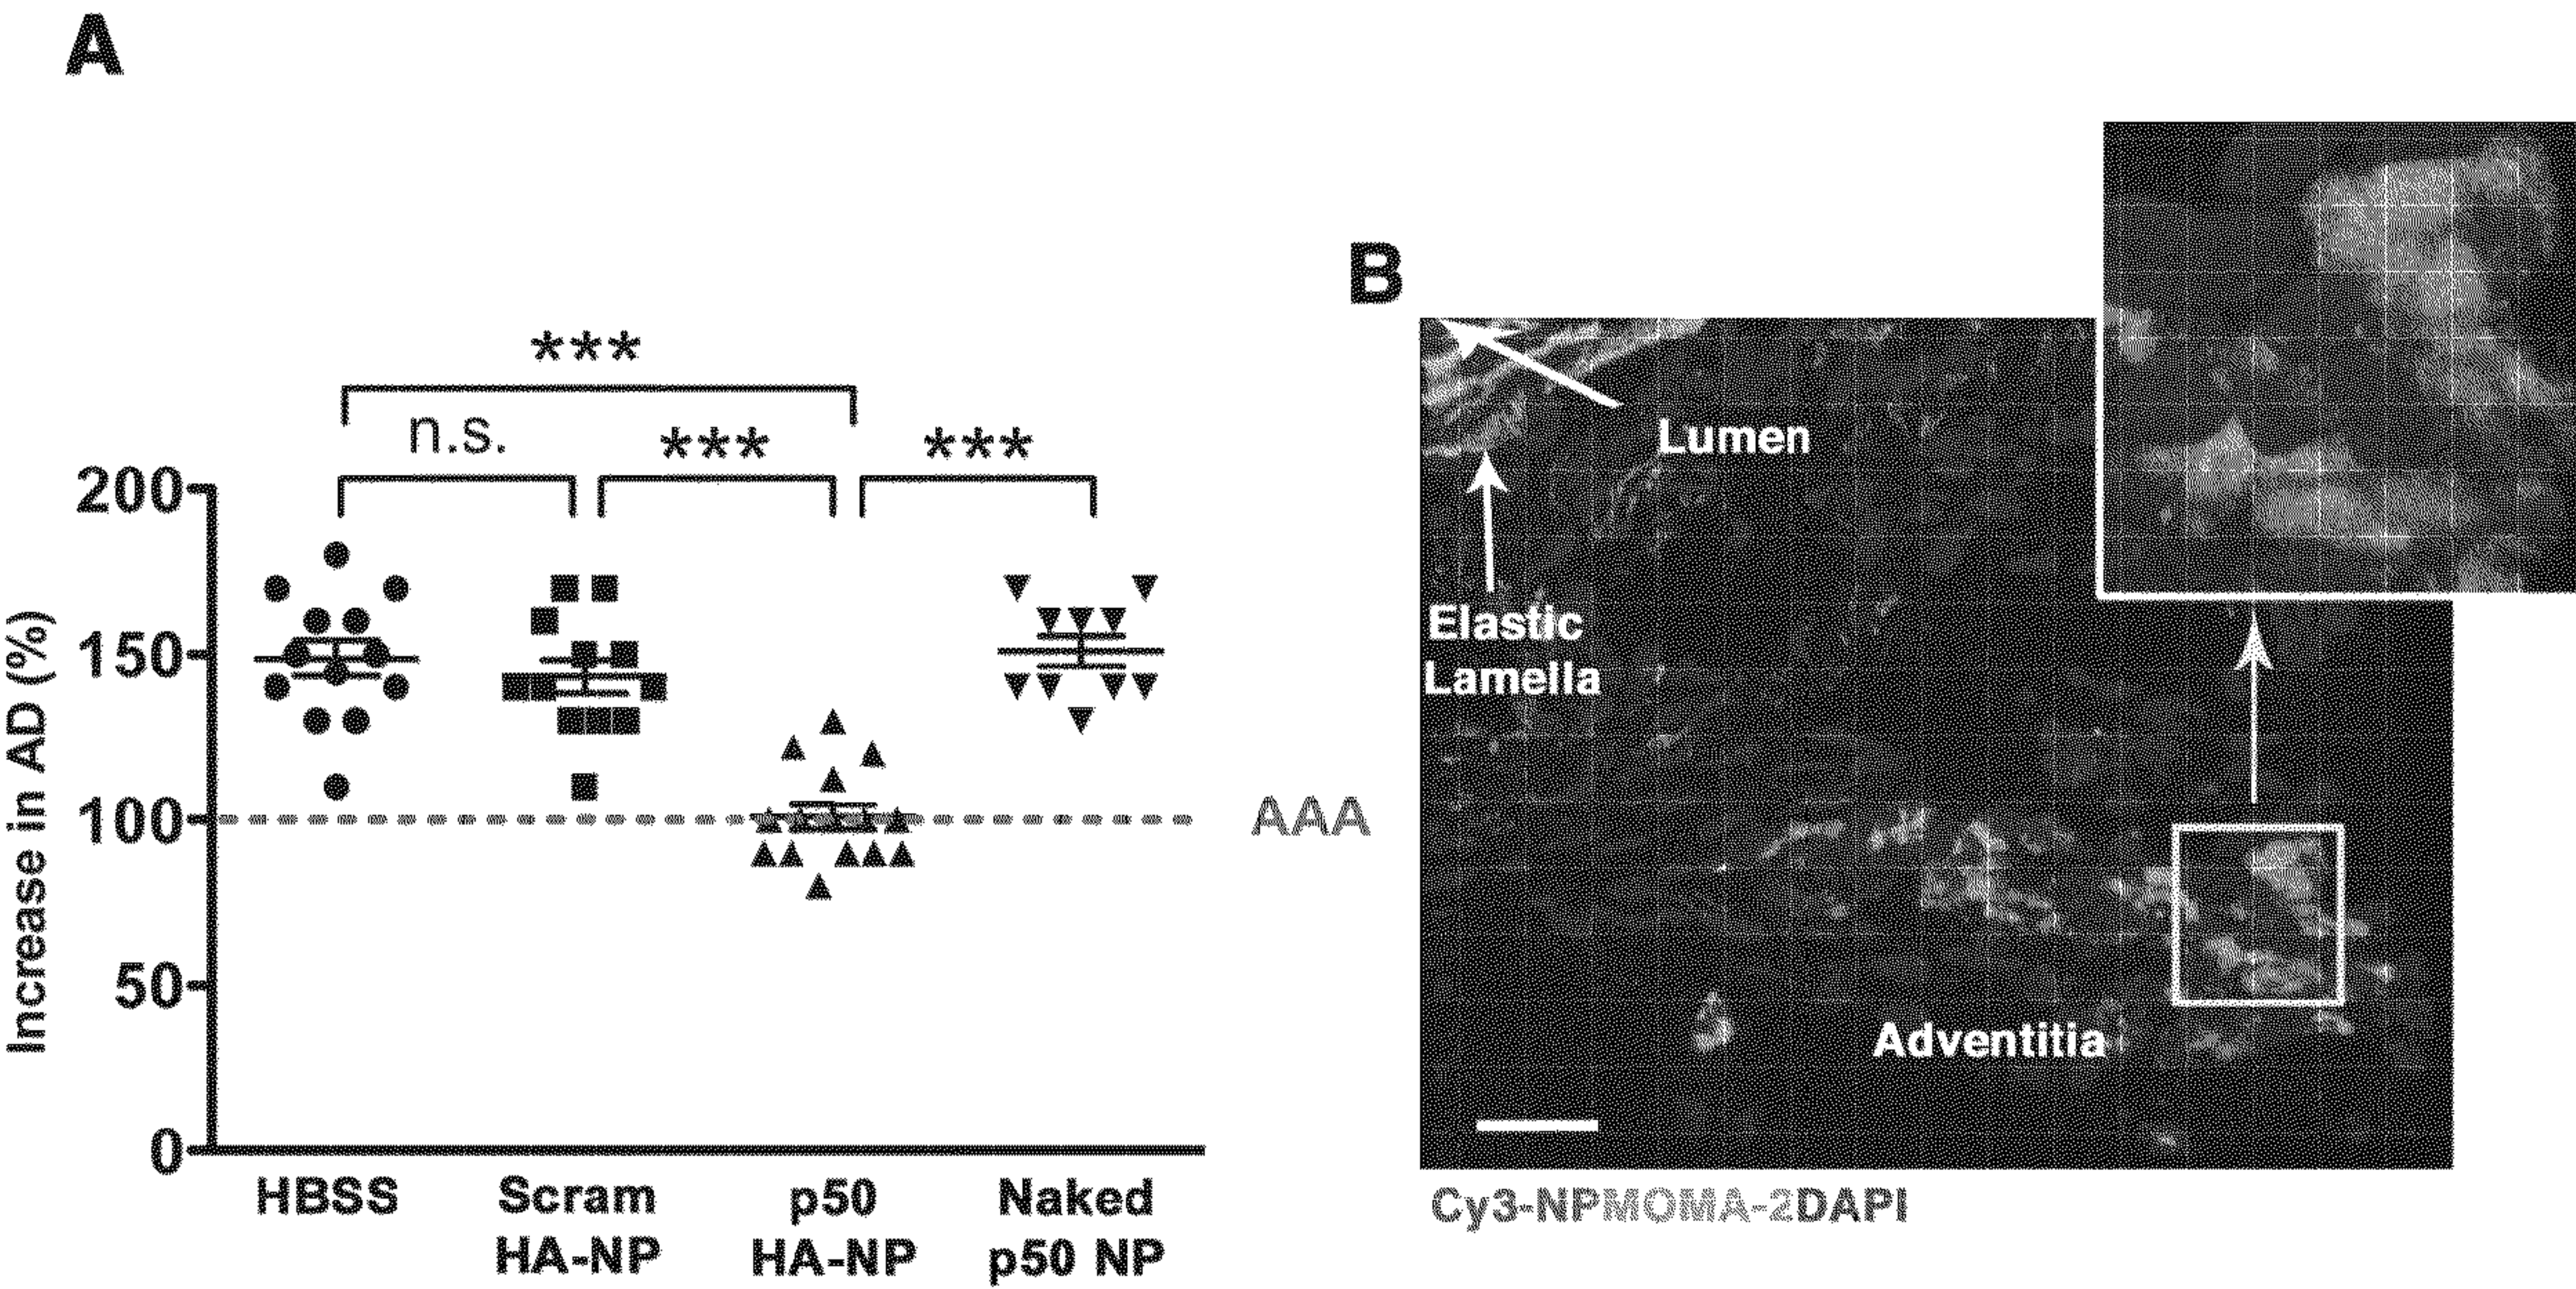 A
***
n.s.
***
***
200
150
100
50
0
Increase in AD (%)
AAA
HBSS
Scram
HA-NP
p50
HA-NP
Naked
p50 NP
B
Lumen
Elastic
Lamella
Adventitia
Cy3-NPMOMA-2DAPI